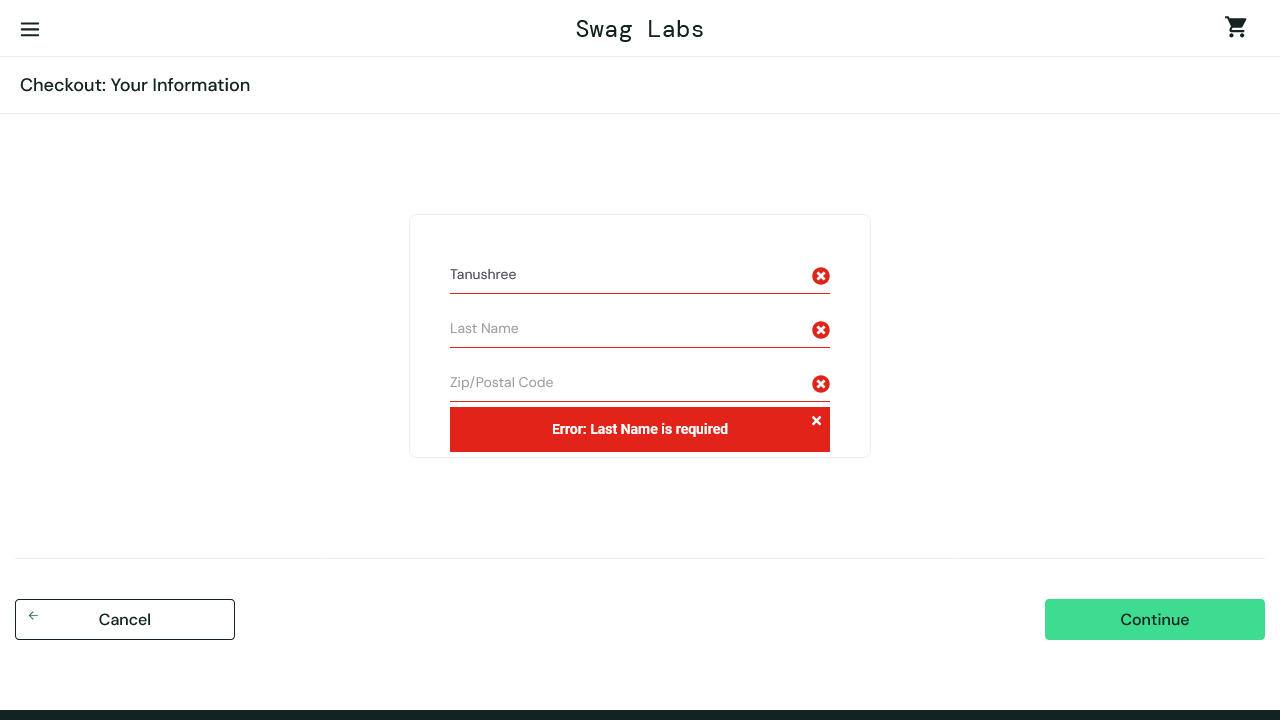 Swag Labs
Checkout: Your Information
Tanushree
Last Name
Zip/Postal Code
Error: Last Name is required
Cancel
Continue